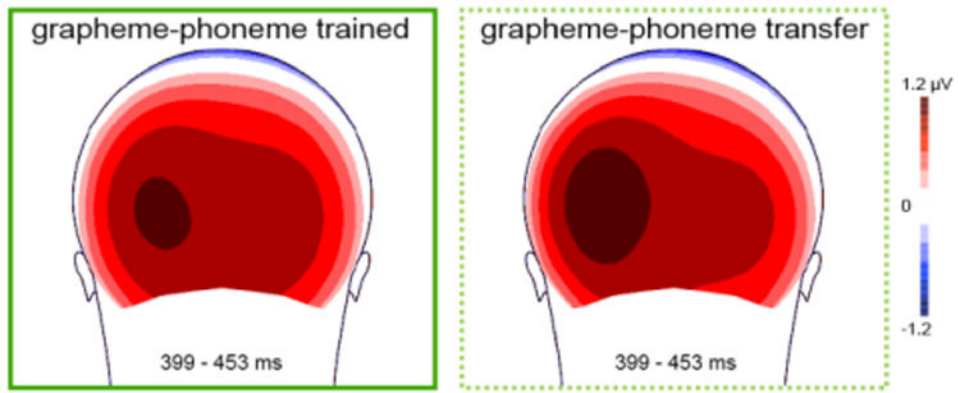 grapheme-phoneme trained
grapheme-phoneme transfer
1.2 µV
0
-1.2
399 - 453 ms
399 - 453 ms